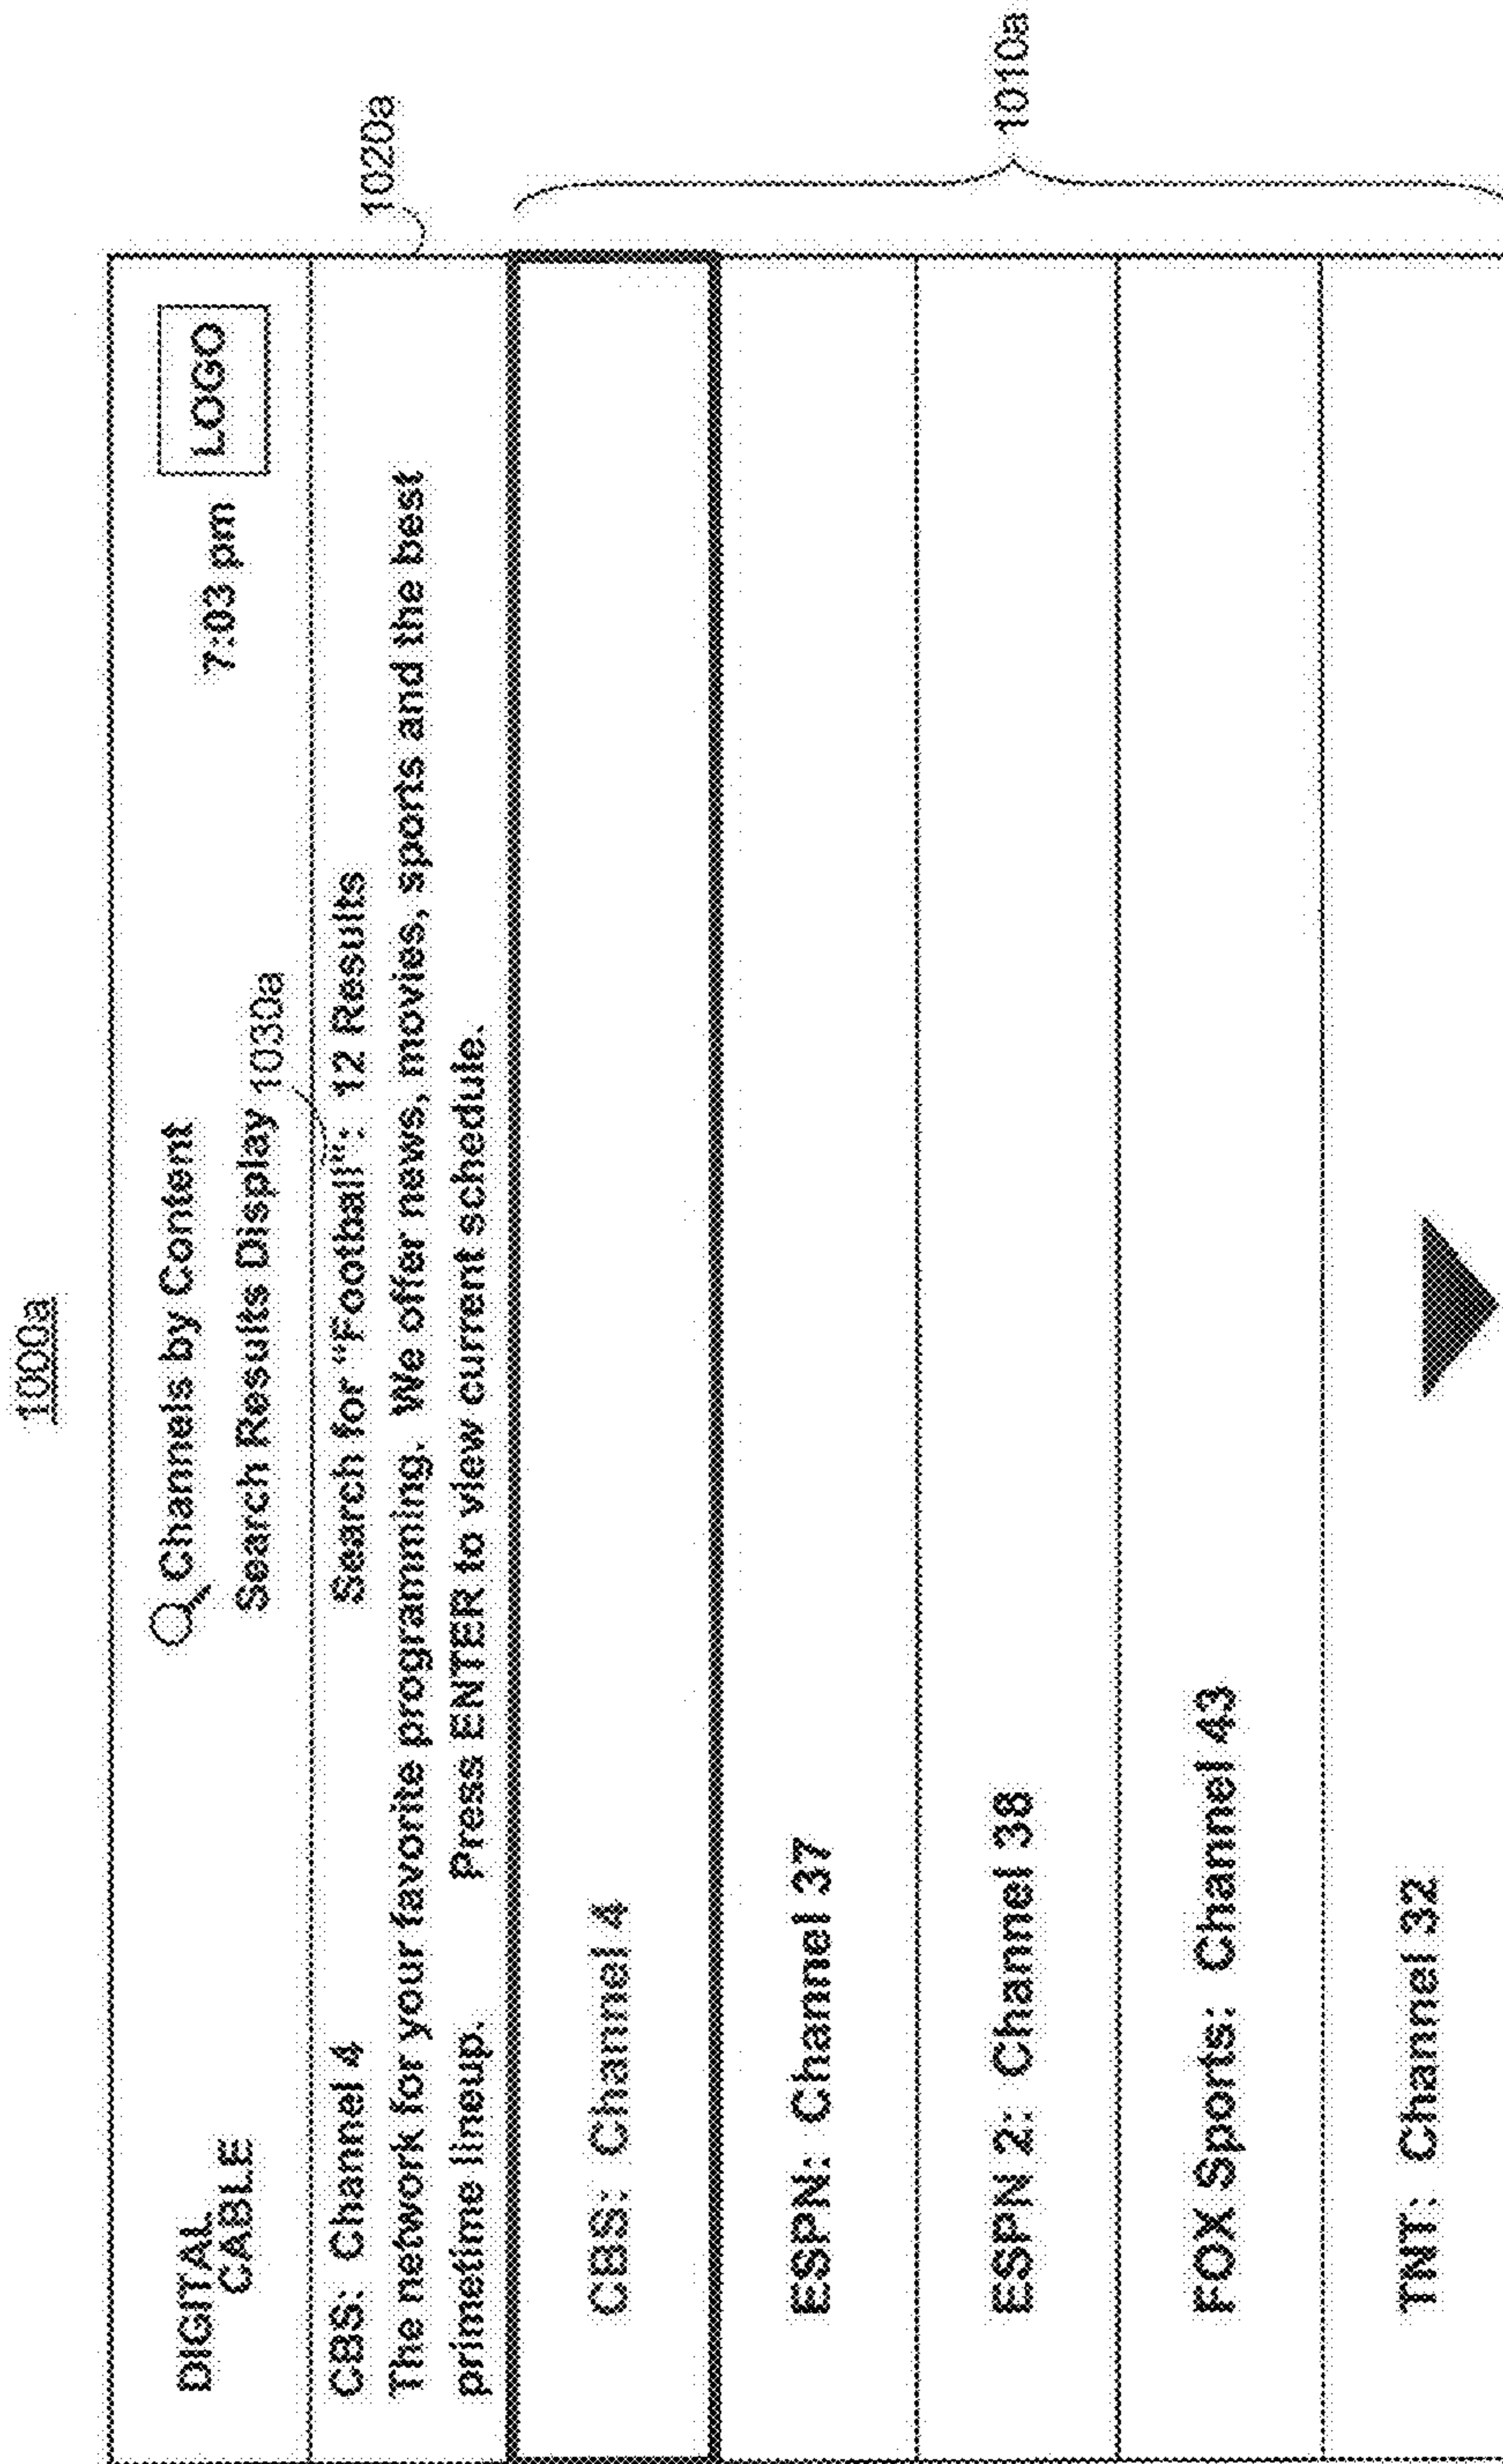 1000a
DIGITAL
CABLE
Channels by Content
Search Results Display
1030a
7:03 pm
LOGO
1020a
CBS: Channel 4
Search for "Football": 12 Results
The network for your favorite programming. We offer news, movies, sports and the best
primetime lineup. Press ENTER to view current schedule.
CBS: Channel 4
ESPN: Channel 37
ESPN 2: Channel 38
FOX Sports: Channel 43
TNT: Channel 32
1010a